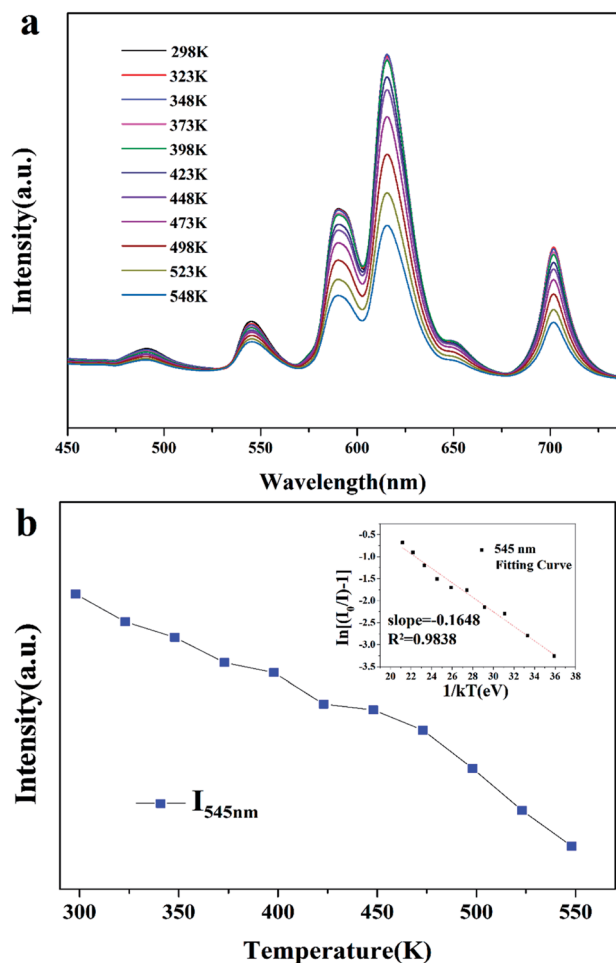 a
298K
323K
348K
373K
398K
423K
448K
473K
498K
523K
548K
Intensity(a.u.)
450 500 550 600 650 700
Wavelength(nm)
b
-0.5
-1.0
-1.5
-2.0
-2.5
-3.0
-3.5
ln[(I₀/I)-1]
545 nm
Fitting Curve
slope=-0.1648
R²=0.9838
20 22 24 26 28 30 32 34 36 38
1/kT(eV)
Intensity(a.u.)
I545nm
300 350 400 450 500 550
Temperature(K)